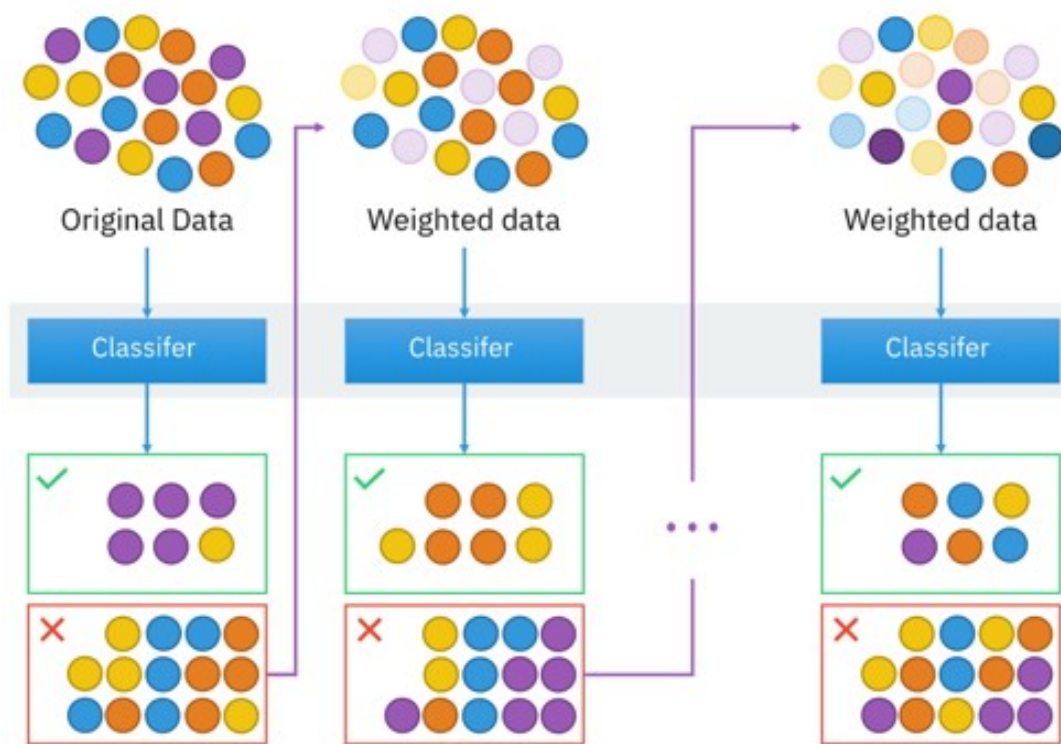 Original Data
Weighted data
Weighted data
Classifer
Classifer
Classifer